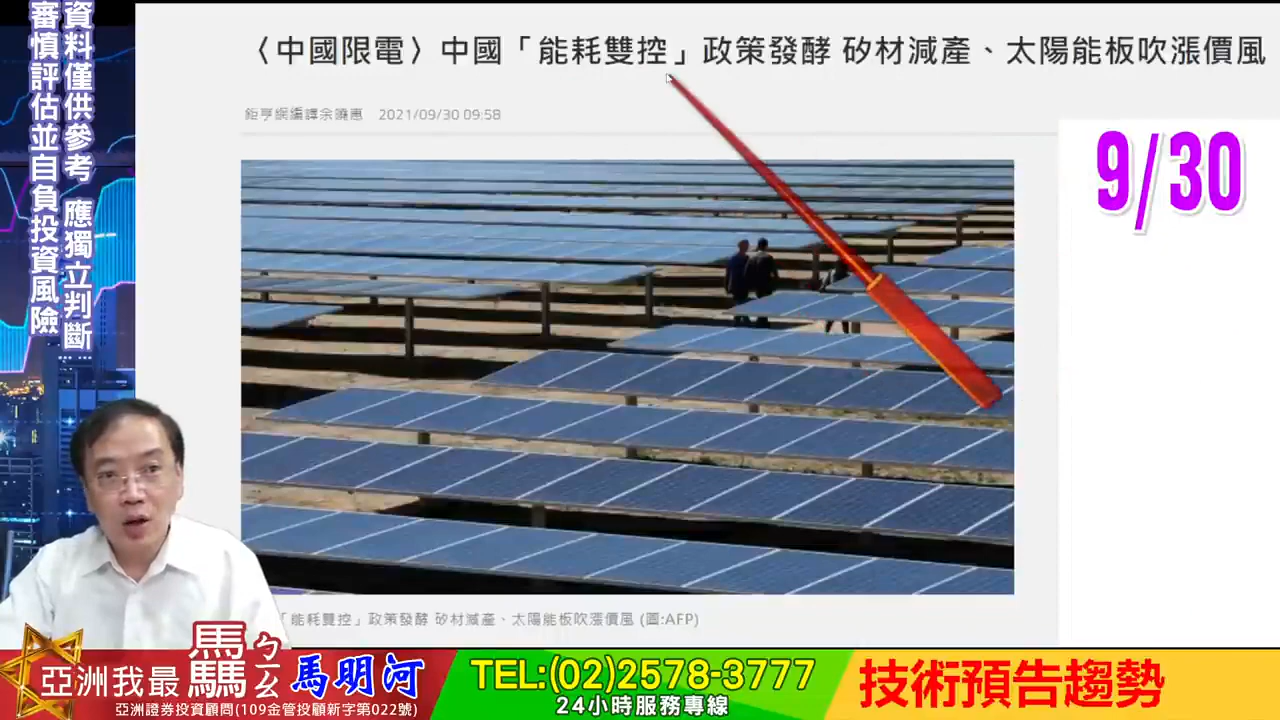 資料僅供參考 應獨立判斷
審慎評估並自負投資風險
〈中國限電〉中國「能耗雙控」政策發酵 矽材減產、太陽能板吹漲價風
鉅亨網編譯余曉惠 2021/09/30 09:58
9/30
「能耗雙控」政策發酵 矽材減產、太陽能板吹漲價風 (圖:AFP)
亞洲我最驫ㄅㄧㄠ 馬明河
亞洲證券投資顧問(109金管投顧新字第022號)
TEL:(02)2578-3777
24小時服務專線
技術預告趨勢